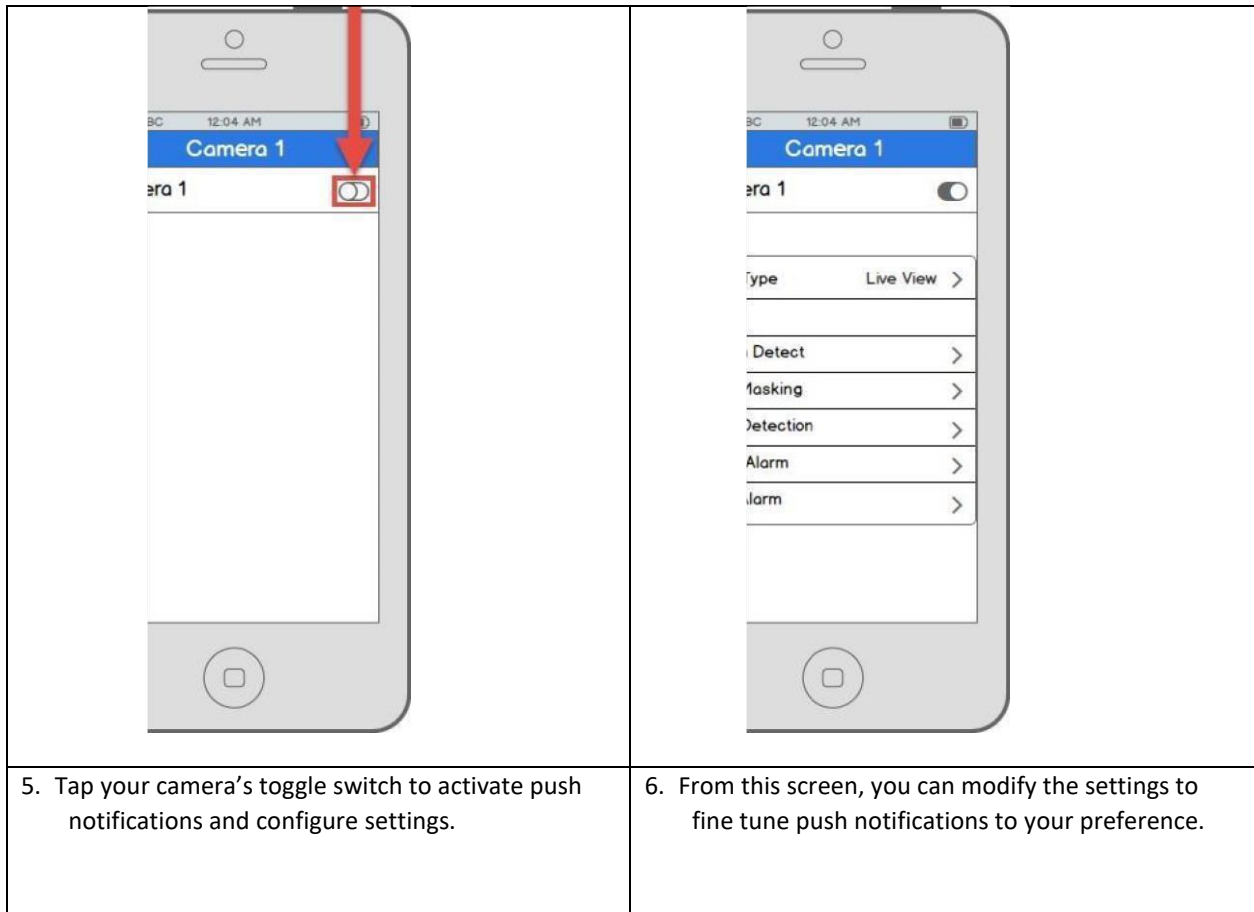 BC 12:04 AM
Camera 1
era 1
5. Tap your camera’s toggle switch to activate push
notifications and configure settings.
BC 12:04 AM
Camera 1
era 1
Type Live View
Detect
Masking
Detection
Alarm
larm
6. From this screen, you can modify the settings to
fine tune push notifications to your preference.